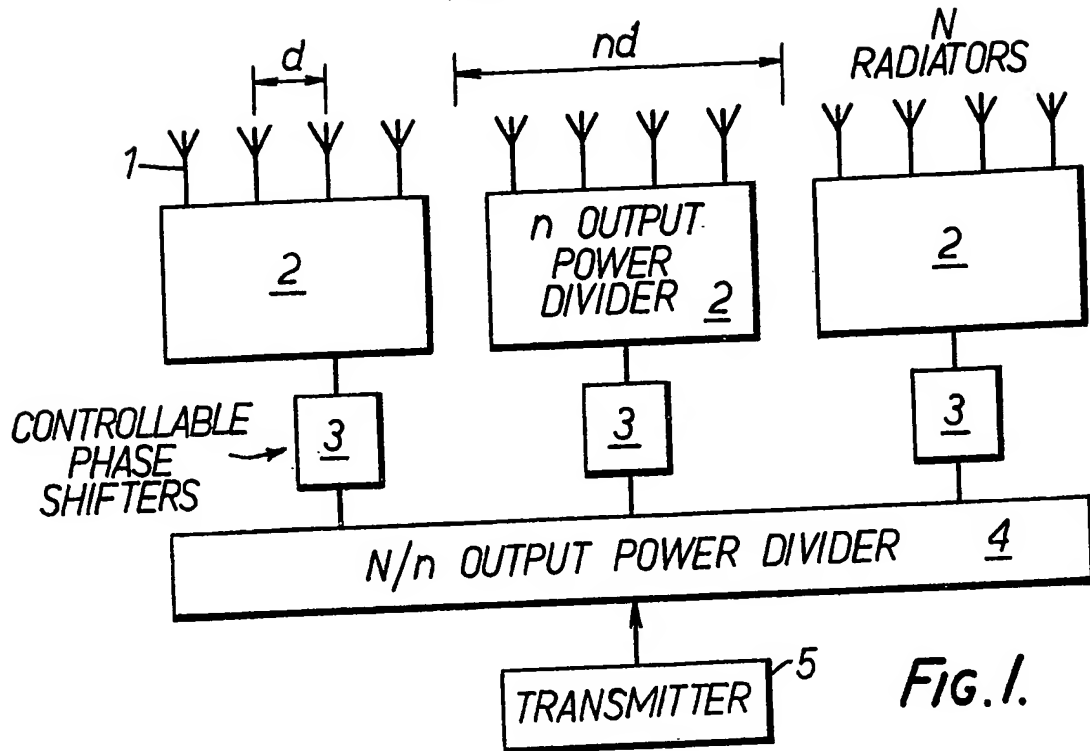 d
nd
N
RADIATORS
1
2
n OUTPUT
POWER
DIVIDER 2
2
CONTROLLABLE
PHASE
SHIFTERS
3
3
3
N/n OUTPUT POWER DIVIDER 4
TRANSMITTER
5
FIG. 1.